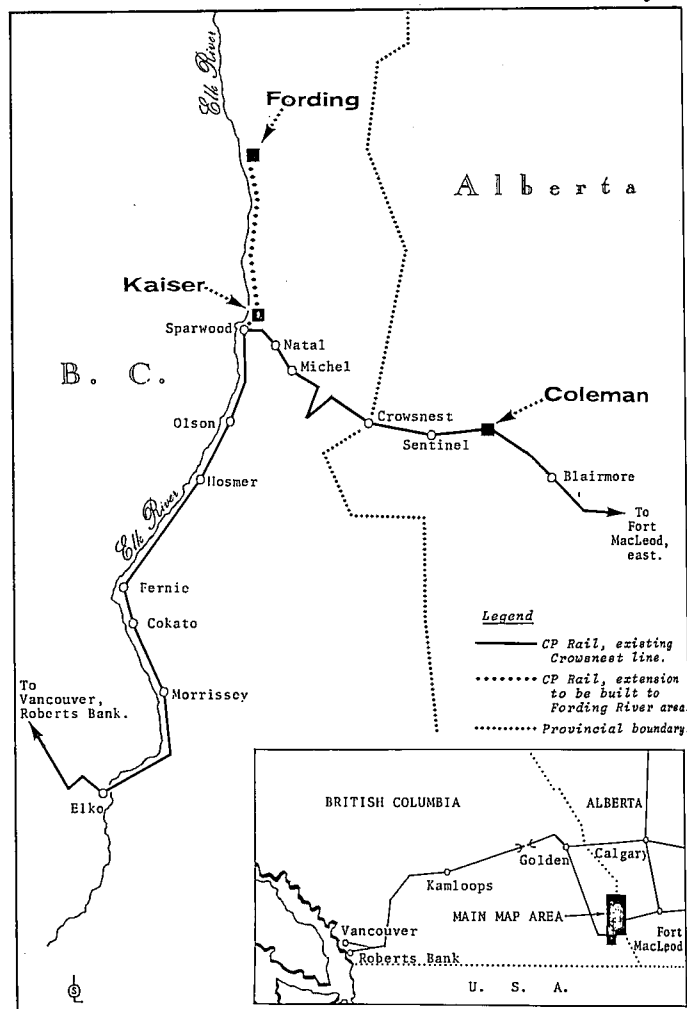 Elk River
Fording
Alberta
Kaiser
Sparwood
Natal
Michel
B. C.
Coleman
Crowsnest
Olson
Sentinel
Blairmore
Hosmer
To
Fort
MacLeod,
east.
Elk River
Fernie
Cokato
Legend
CP Rail, existing
Crowsnest line.
To
Vancouver,
Roberts Bank.
Morrissey
CP Rail, extension
to be built to
Fording River area.
Provincial boundary.
Elko
BRITISH COLUMBIA
ALBERTA
Golden
Calgary
Kamloops
MAIN MAP AREA
Vancouver
Fort
MacLeod
Roberts Bank
U. S. A.
S